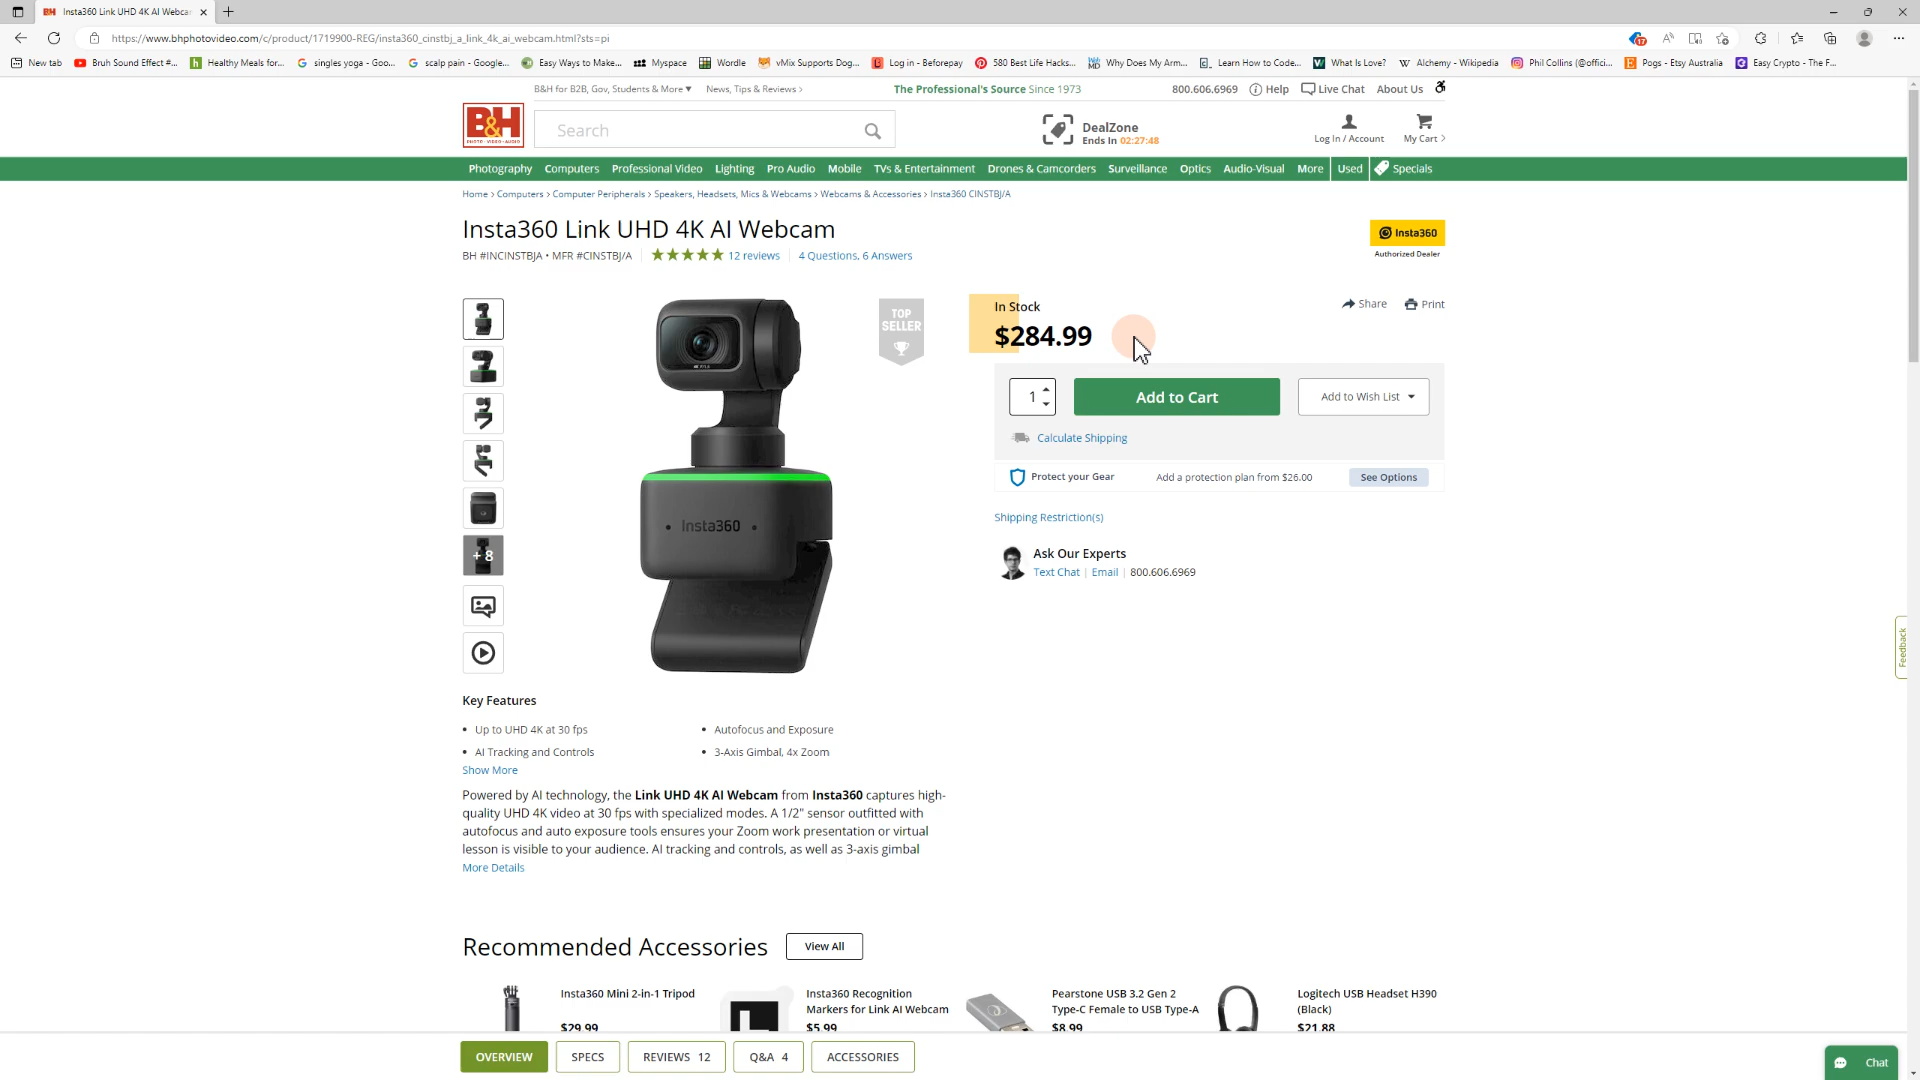 Insta360 Link UHD 4K AI Webcar
https://www.bhphotovideo.com/c/product/1719900-REG/insta360_cinstbj_a_link_4k_ai_webcam.html?sts=pi
17
New tab
Bruh Sound Effect #...
Healthy Meals for...
singles yoga - Goo...
scalp pain - Google...
Easy Ways to Make...
Myspace
Wordle
vMix Supports Dog...
Log in - Beforepay
580 Best Life Hacks...
Why Does My Arm...
Learn How to Code...
What Is Love?
Alchemy - Wikipedia
Phil Collins (@offici...
Pogs - Etsy Australia
Easy Crypto - The F...
B&H for B2B, Gov, Students & More ▼
News, Tips & Reviews >
The Professional's Source Since 1973
800.606.6969
Help
Live Chat
About Us
B&H
PHOTO - VIDEO - AUDIO
Search
DealZone
Ends In 02:27:48
Log In / Account
My Cart >
Photography Computers Professional Video Lighting Pro Audio Mobile TVs & Entertainment Drones & Camcorders Surveillance Optics Audio-Visual More Used Specials
Home > Computers > Computer Peripherals > Speakers, Headsets, Mics & Webcams > Webcams & Accessories > Insta360 CINSTBJ/A
Insta360 Link UHD 4K AI Webcam
BH #INCINSTBJA • MFR #CINSTBJ/A
12 reviews
4 Questions, 6 Answers
Insta360
Authorized Dealer
TOP
SELLER
Insta360
+ 8
In Stock
$284.99
Share
Print
1
Add to Cart
Add to Wish List
Calculate Shipping
Protect your Gear
Add a protection plan from $26.00
See Options
Shipping Restriction(s)
Ask Our Experts
Text Chat | Email | 800.606.6969
Feedback
Key Features
• Up to UHD 4K at 30 fps
• Autofocus and Exposure
• AI Tracking and Controls
• 3-Axis Gimbal, 4x Zoom
Show More
Powered by AI technology, the Link UHD 4K AI Webcam from Insta360 captures high-
quality UHD 4K video at 30 fps with specialized modes. A 1/2" sensor outfitted with
autofocus and auto exposure tools ensures your Zoom work presentation or virtual
lesson is visible to your audience. AI tracking and controls, as well as 3-axis gimbal
More Details
Recommended Accessories
View All
Insta360 Mini 2-in-1 Tripod
$29.99
Insta360 Recognition
Markers for Link AI Webcam
$5.99
Pearstone USB 3.2 Gen 2
Type-C Female to USB Type-A
$8.99
Logitech USB Headset H390
(Black)
$21.88
OVERVIEW
SPECS
REVIEWS 12
Q&A 4
ACCESSORIES
Chat